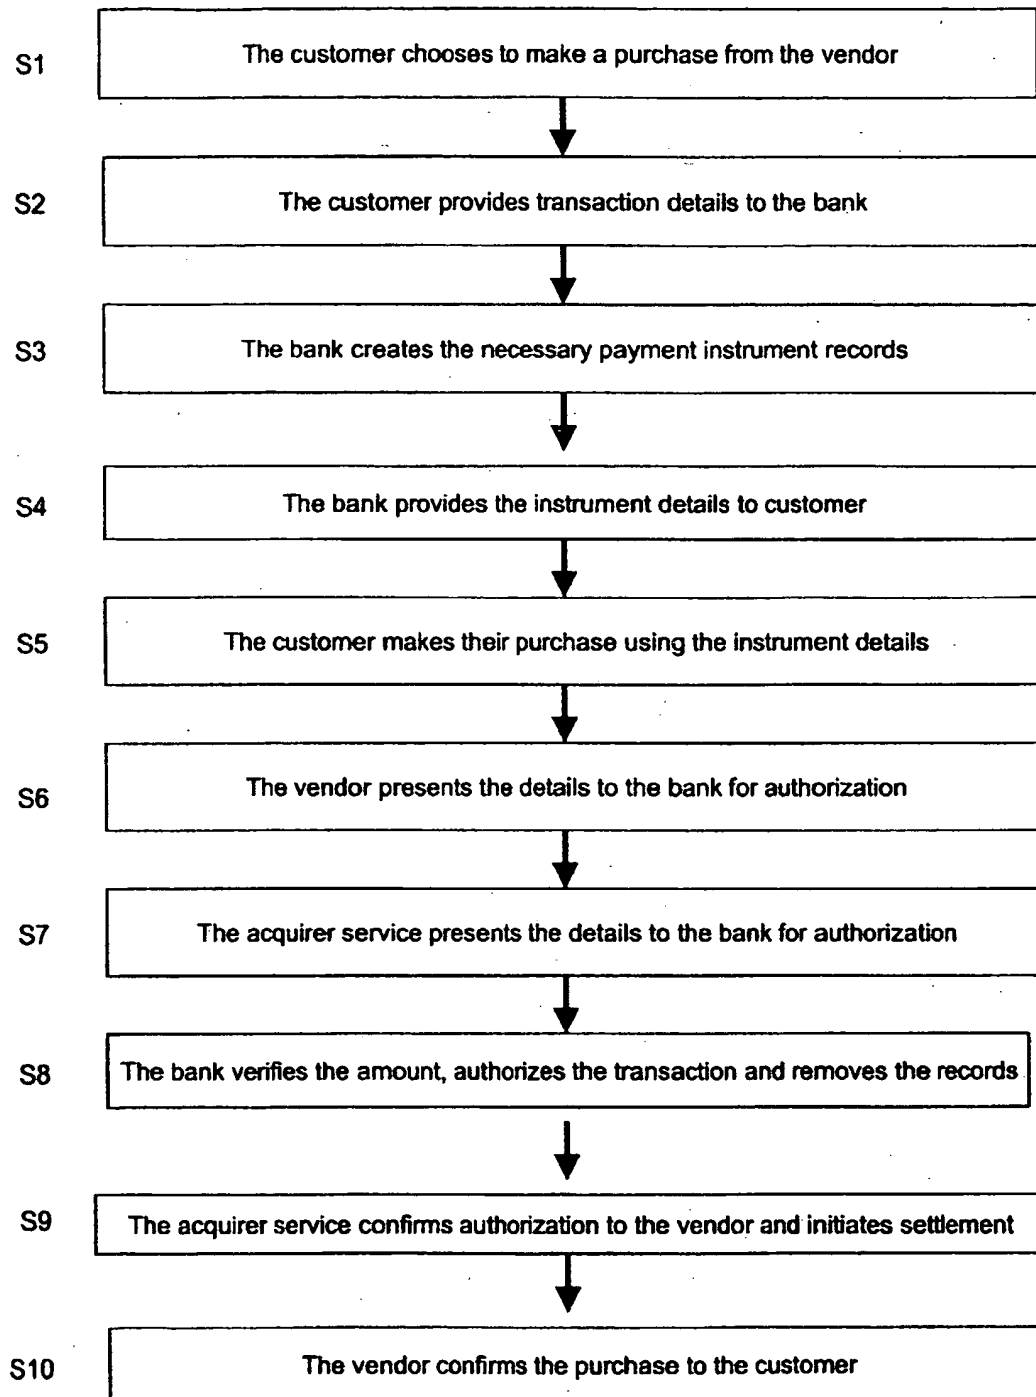 S1 The customer chooses to make a purchase from the vendor
S2 The customer provides transaction details to the bank
S3 The bank creates the necessary payment instrument records
S4 The bank provides the instrument details to customer
S5 The customer makes their purchase using the instrument details
S6 The vendor presents the details to the bank for authorization
S7 The acquirer service presents the details to the bank for authorization
S8 The bank verifies the amount, authorizes the transaction and removes the records
S9 The acquirer service confirms authorization to the vendor and initiates settlement
S10 The vendor confirms the purchase to the customer